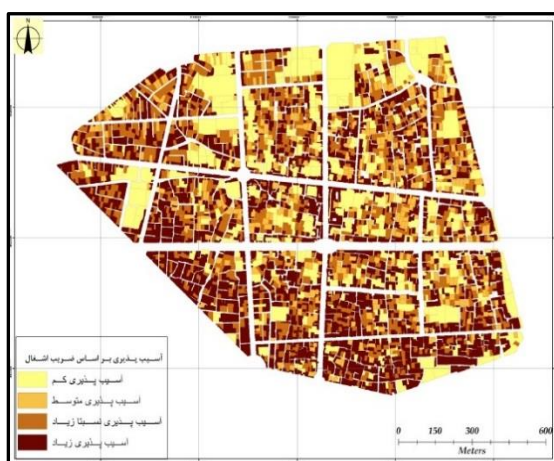 N
آسیب پذیری بر اساس ضریب اشغال
آسیب پذیری کم
آسیب پذیری متوسط
آسیب پذیری نسبتا زیاد
آسیب پذیری زیاد
0 150 300 450 600
Meters